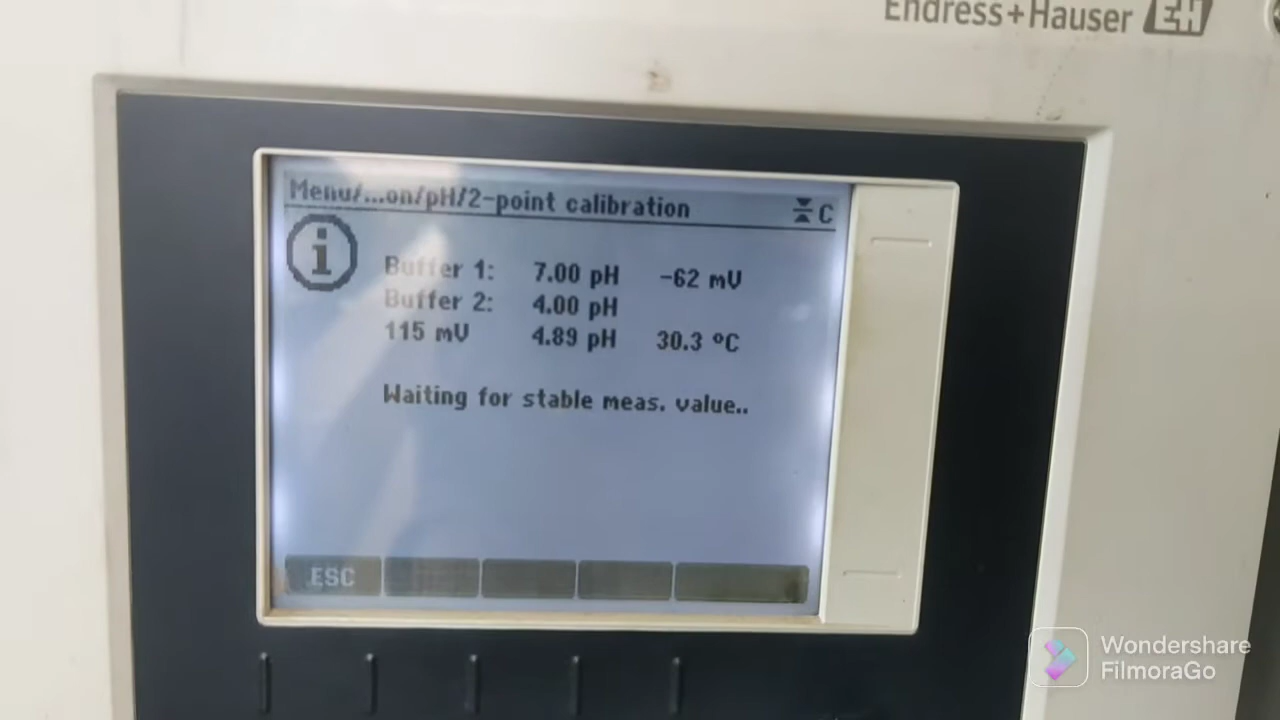 Endress+Hauser EH
Menu/...on/pH/2-point calibration C
i
Buffer 1: 7.00 pH -62 mV
Buffer 2: 4.00 pH
115 mV 4.89 pH 30.3 °C
Waiting for stable meas. value..
ESC
Wondershare
FilmoraGo